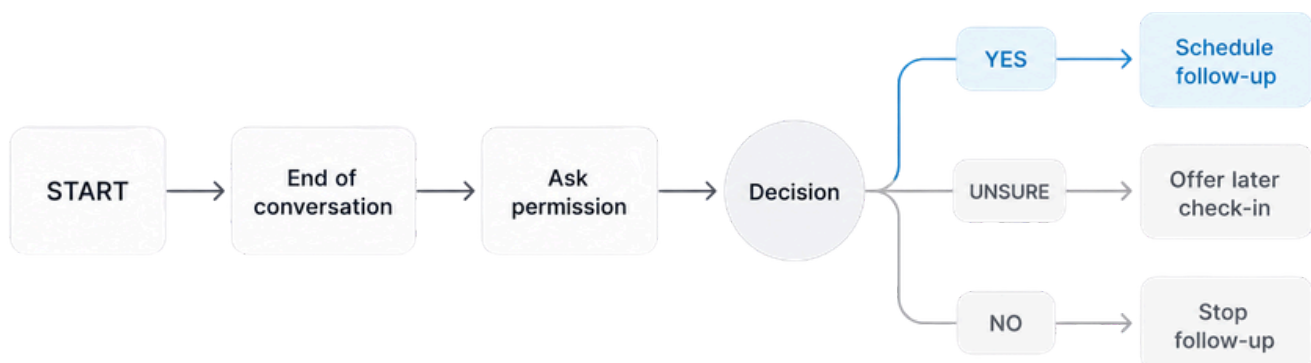 START
End of
conversation
Ask
permission
Decision
YES
Schedule
follow-up
UNSURE
Offer later
check-in
NO
Stop
follow-up